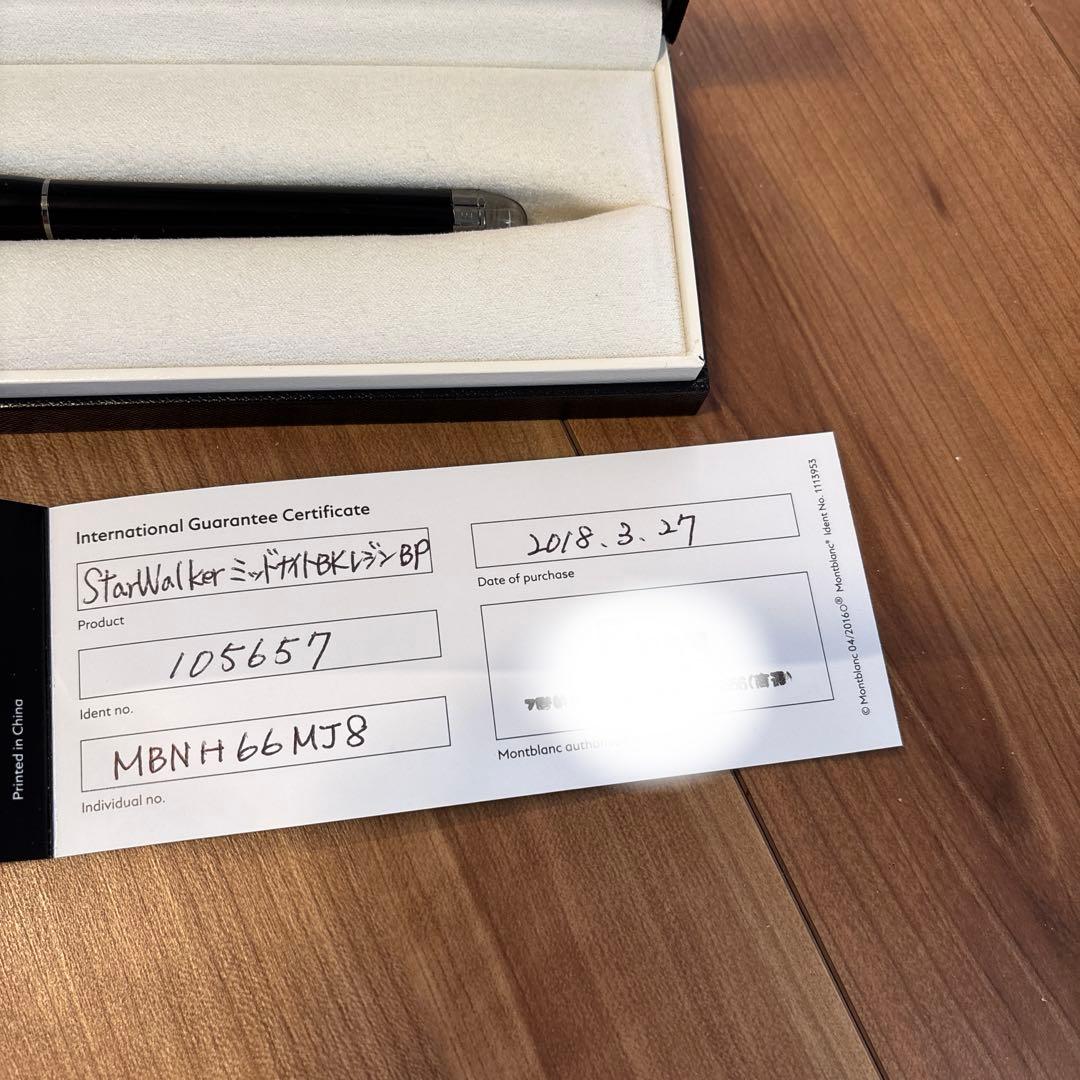 International Guarantee Certificate
StarWalker ミッドナイトBKレジンBP
Product
105657
Ident no.
MBNH66MJ8
Individual no.
2018.3.27
Date of purchase
Montblanc
© Montblanc 04/2016 Montblanc® Ident No. 1113953
Printed in China